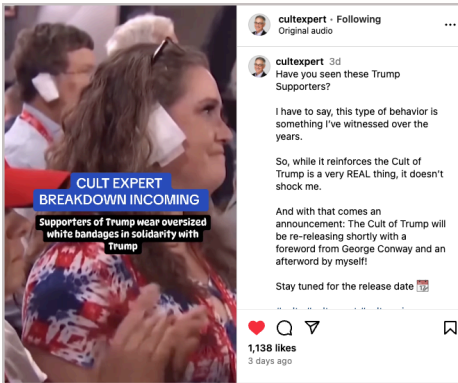 cultexpert • Following
Original audio
...
cultexpert 3d
Have you seen these Trump
Supporters?
I have to say, this type of behavior is
something I've witnessed over the
years.
So, while it reinforces the Cult of
Trump is a very REAL thing, it doesn't
shock me.
And with that comes an
announcement: The Cult of Trump will
be re-releasing shortly with a
foreword from George Conway and an
afterword by myself!
Stay tuned for the release date 📆
CULT EXPERT
BREAKDOWN INCOMING
Supporters of Trump wear oversized
white bandages in solidarity with
Trump
1,138 likes
3 days ago